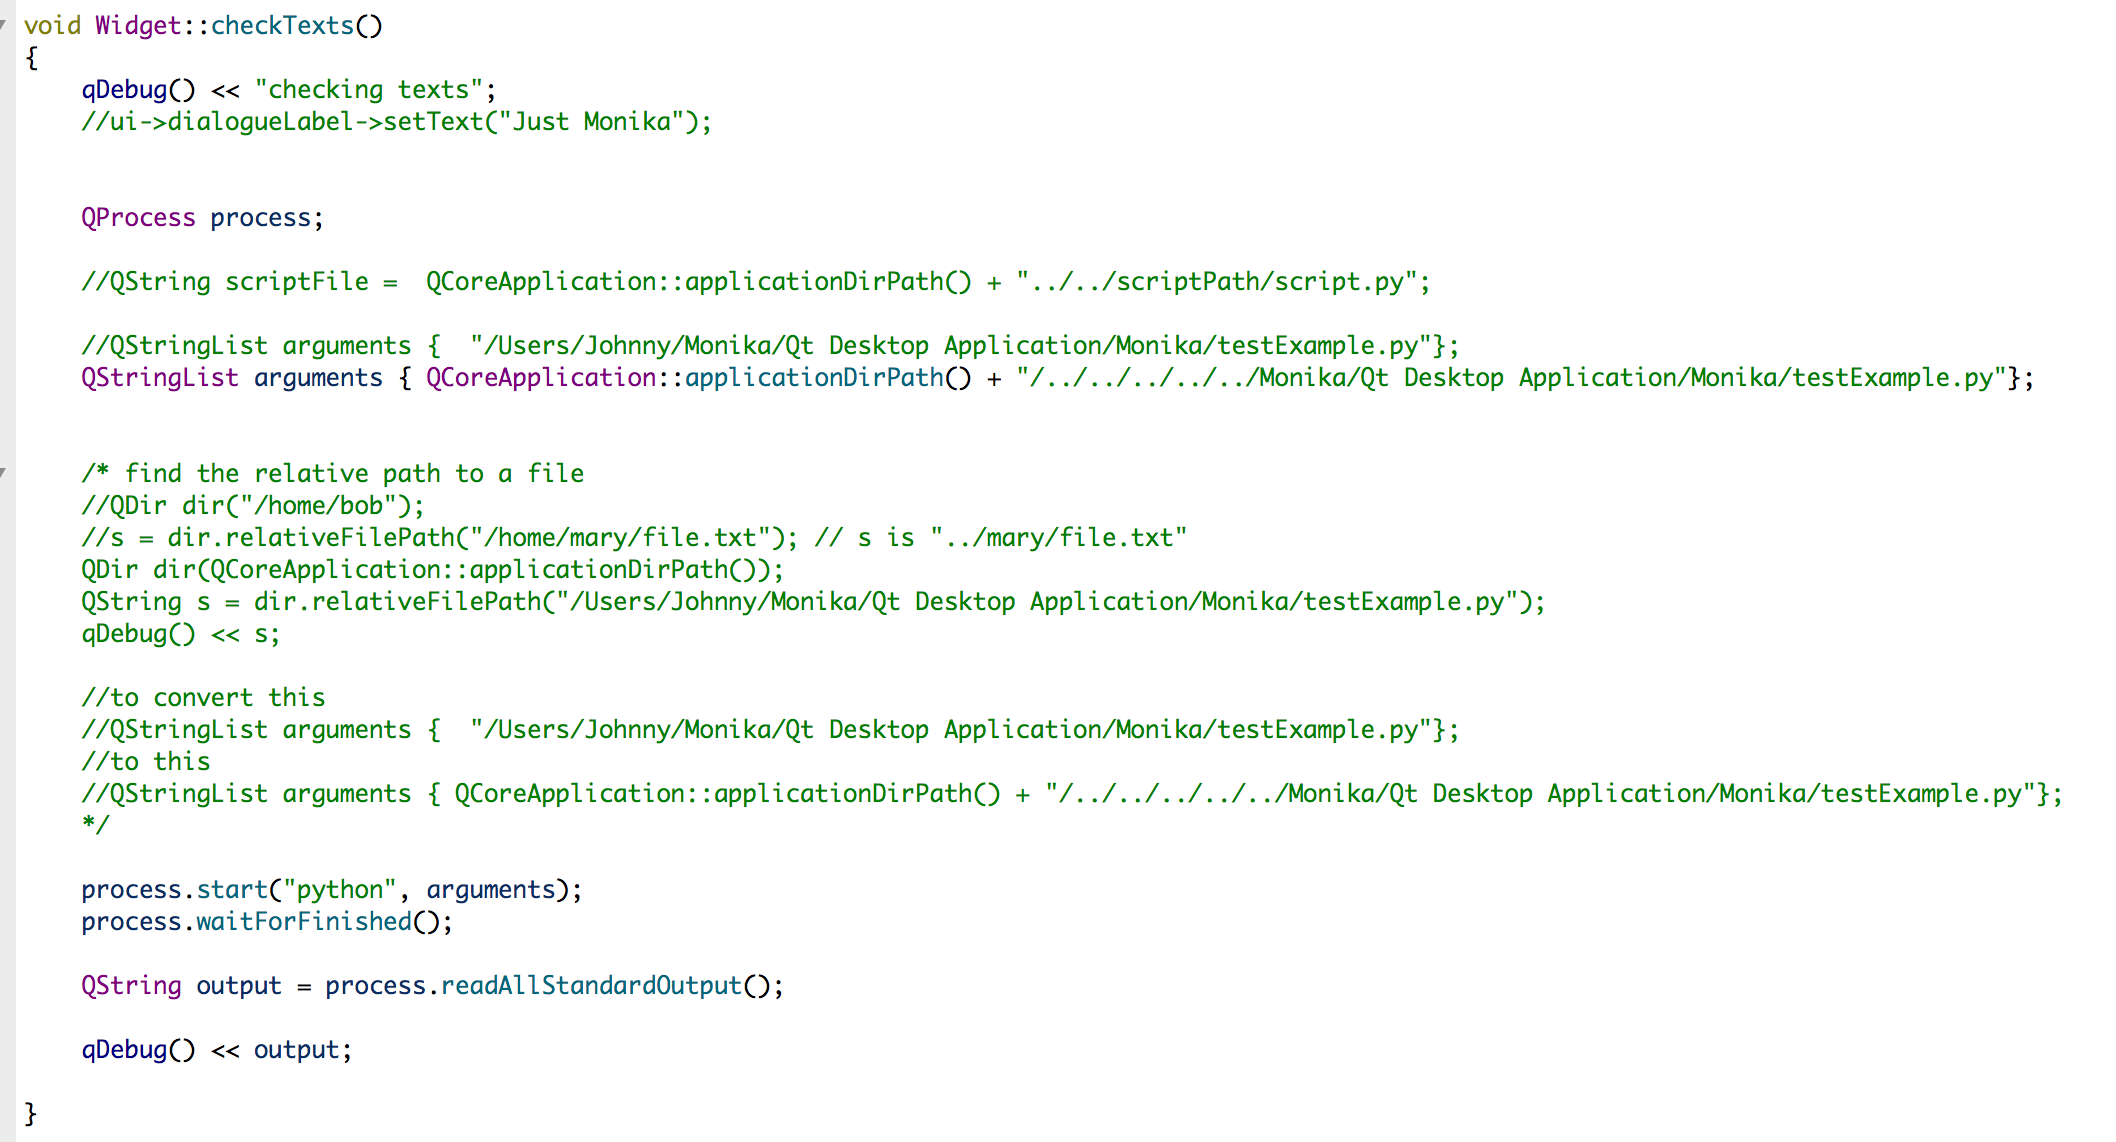 void Widget::checkTexts()
{
    qDebug() << "checking texts";
    //ui->dialogueLabel->setText("Just Monika");
    QProcess process;
    //QString scriptFile =  QCoreApplication::applicationDirPath() + "../../scriptPath/script.py";
    //QStringList arguments {  "/Users/Johnny/Monika/Qt Desktop Application/Monika/testExample.py"};
    QStringList arguments { QCoreApplication::applicationDirPath() + "/../../../../../Monika/Qt Desktop Application/Monika/testExample.py"};
    /* find the relative path to a file
    //QDir dir("/home/bob");
    //s = dir.relativeFilePath("/home/mary/file.txt"); // s is "../mary/file.txt"
    QDir dir(QCoreApplication::applicationDirPath());
    QString s = dir.relativeFilePath("/Users/Johnny/Monika/Qt Desktop Application/Monika/testExample.py");
    qDebug() << s;
    //to convert this
    //QStringList arguments {  "/Users/Johnny/Monika/Qt Desktop Application/Monika/testExample.py"};
    //to this
    //QStringList arguments { QCoreApplication::applicationDirPath() + "/../../../../../Monika/Qt Desktop Application/Monika/testExample.py"};
    */
    process.start("python", arguments);
    process.waitForFinished();
    QString output = process.readAllStandardOutput();
    qDebug() << output;
}